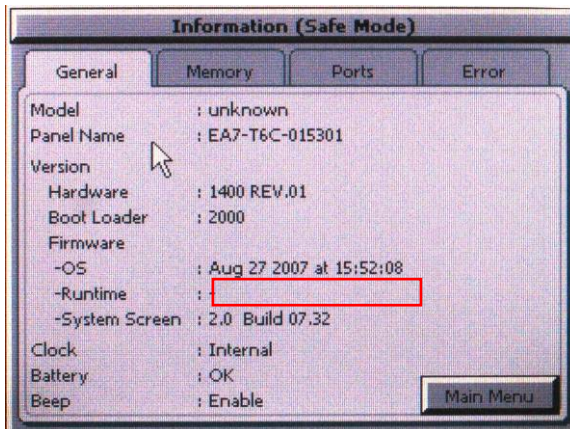 Information (Safe Mode)
General Memory Ports Error
Model : unknown
Panel Name : EA7-T6C-015301
Version
Hardware : 1400 REV.01
Boot Loader : 2000
Firmware
-OS : Aug 27 2007 at 15:52:08
-Runtime : -
-System Screen : 2.0 Build 07.32
Clock : Internal
Battery : OK
Beep : Enable
Main Menu